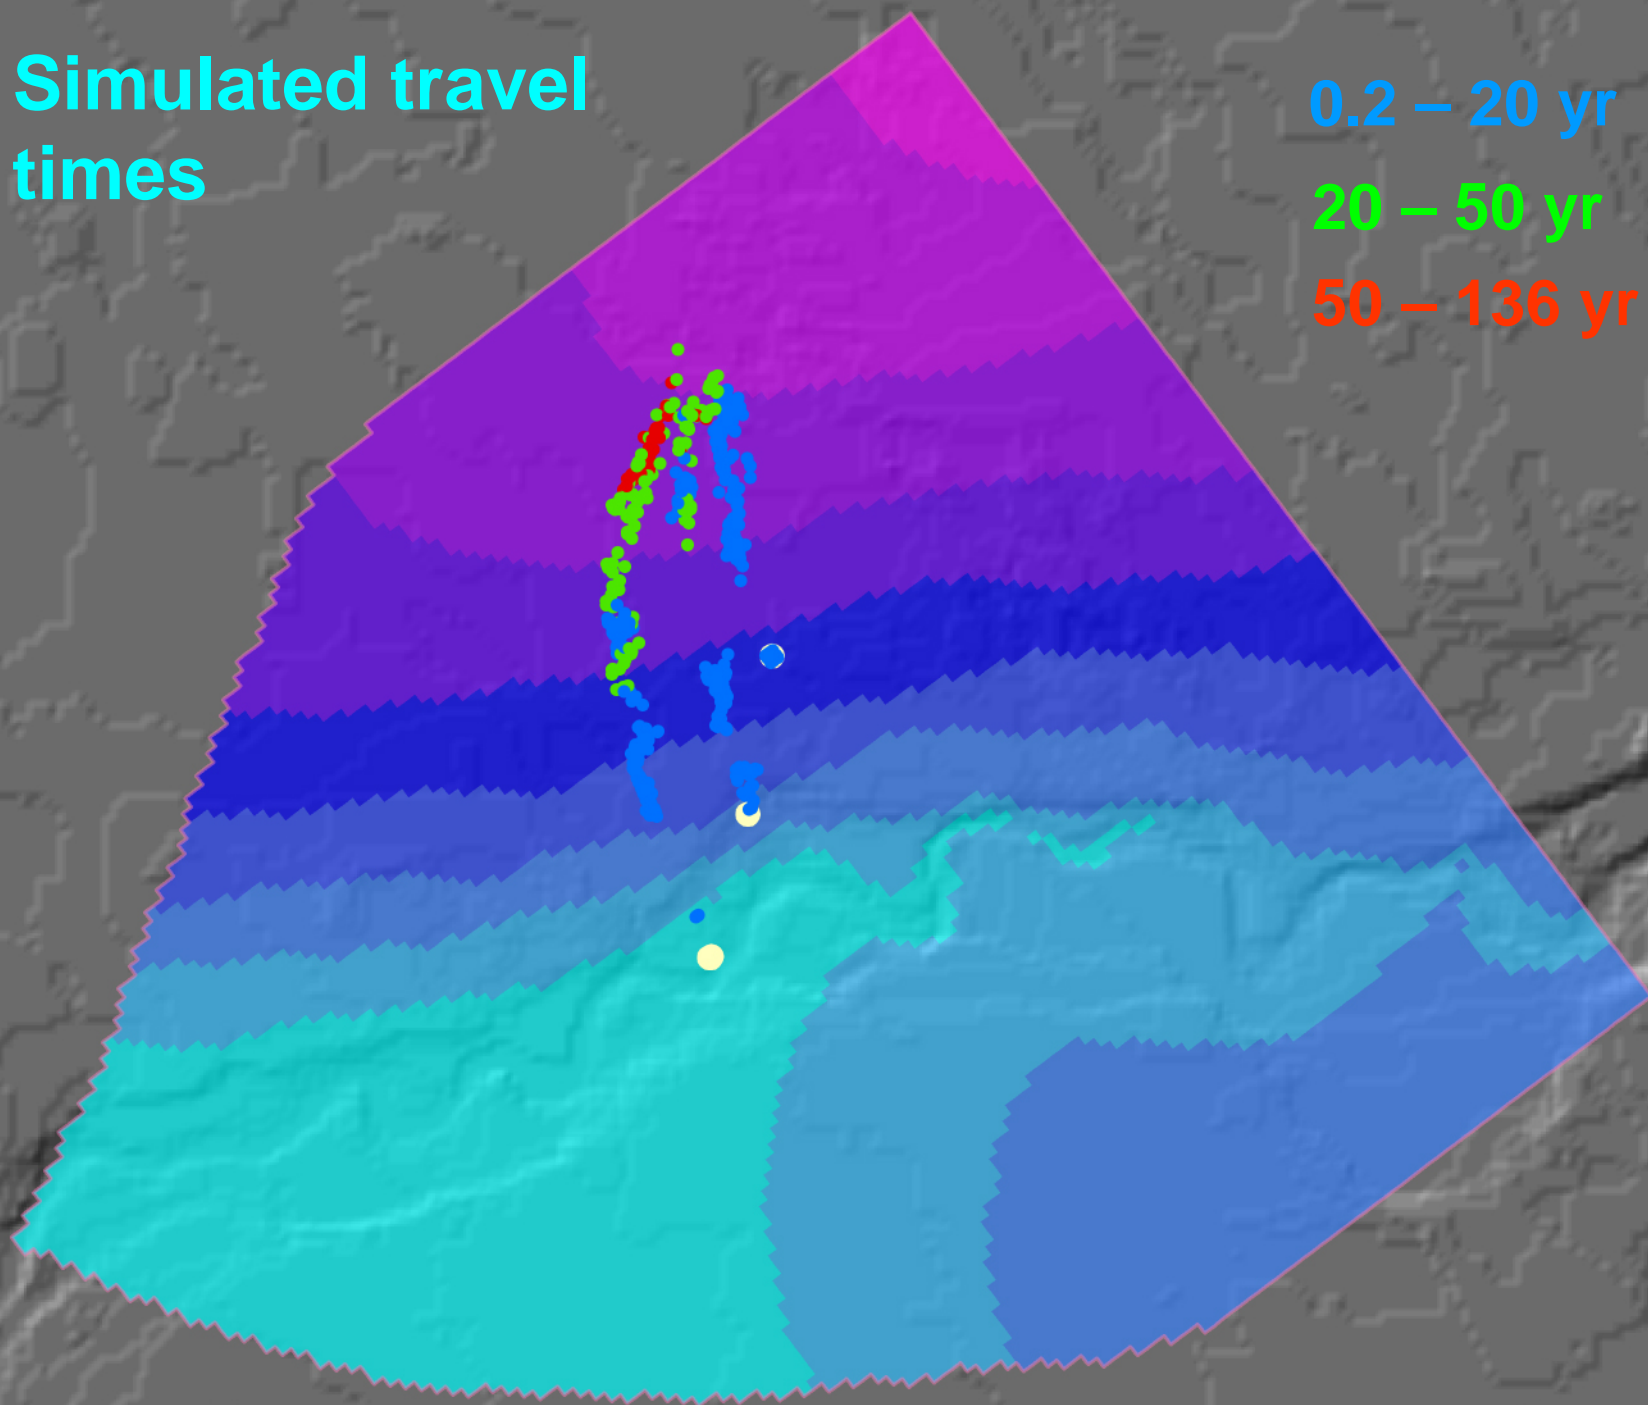 Simulated travel
times
0.2 – 20 yr
20 – 50 yr
50 – 136 yr